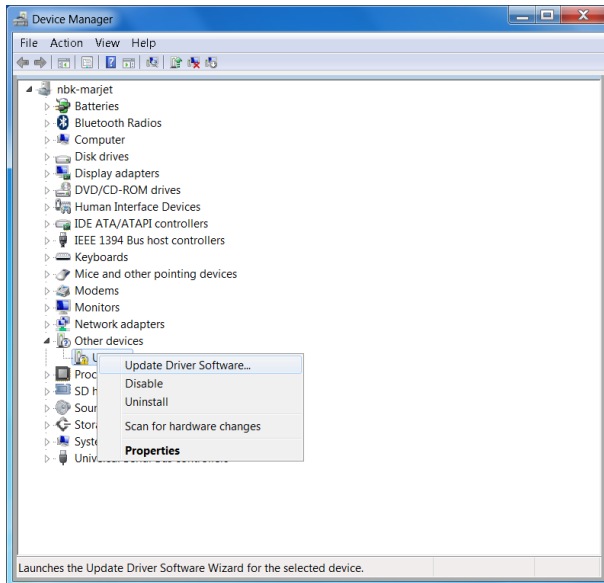 Device Manager
File Action View Help
nbk-marjet
Batteries
Bluetooth Radios
Computer
Disk drives
Display adapters
DVD/CD-ROM drives
Human Interface Devices
IDE ATA/ATAPI controllers
IEEE 1394 Bus host controllers
Keyboards
Mice and other pointing devices
Modems
Monitors
Network adapters
Other devices
Update Driver Software...
Disable
Uninstall
Scan for hardware changes
Properties
Launches the Update Driver Software Wizard for the selected device.